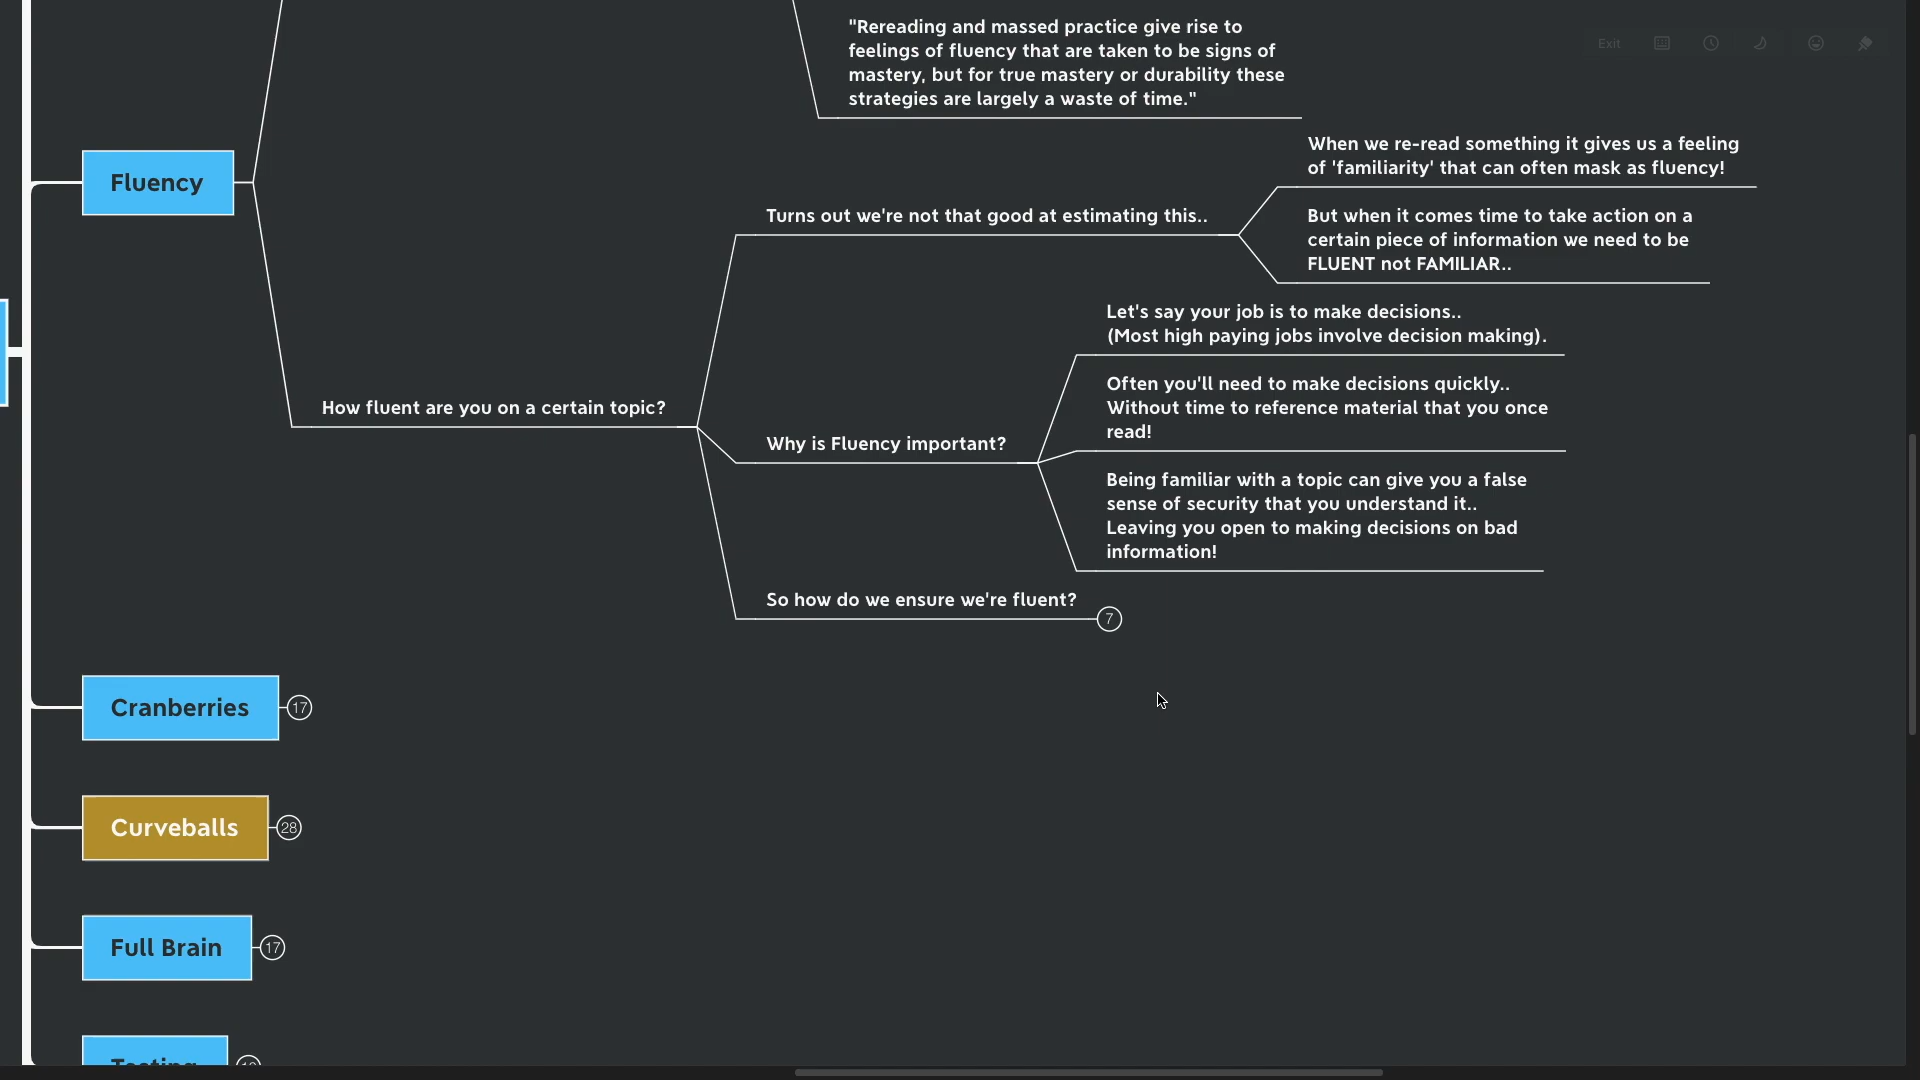 "Rereading and massed practice give rise to
feelings of fluency that are taken to be signs of
mastery, but for true mastery or durability these
strategies are largely a waste of time."
Exit
Fluency
When we re-read something it gives us a feeling
of 'familiarity' that can often mask as fluency!
Turns out we're not that good at estimating this..
But when it comes time to take action on a
certain piece of information we need to be
FLUENT not FAMILIAR..
How fluent are you on a certain topic?
Let's say your job is to make decisions..
(Most high paying jobs involve decision making).
Why is Fluency important?
Often you'll need to make decisions quickly..
Without time to reference material that you once
read!
Being familiar with a topic can give you a false
sense of security that you understand it..
Leaving you open to making decisions on bad
information!
So how do we ensure we're fluent?
7
Cranberries
17
Curveballs
28
Full Brain
17
Testing